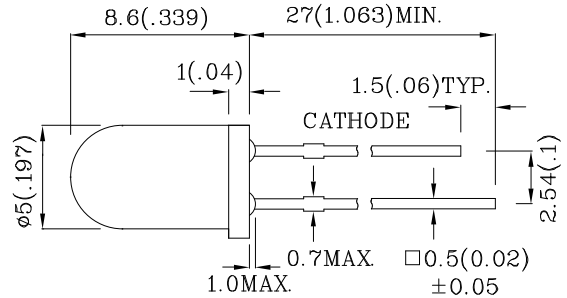 8.6(.339)
27(1.063)MIN.
1(.04)
1.5(.06)TYP.
CATHODE
ø5(.197)
2.54(.1)
0.7MAX.
□0.5(0.02)
±0.05
1.0MAX.